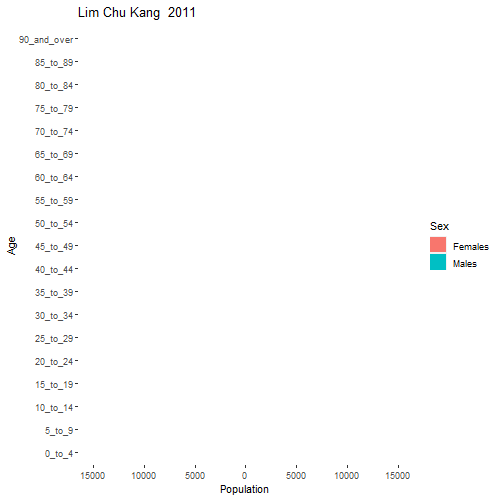 Lim Chu Kang  2011
90_and_over
85_to_89
80_to_84
75_to_79
70_to_74
65_to_69
60_to_64
55_to_59
50_to_54
45_to_49
40_to_44
35_to_39
30_to_34
25_to_29
20_to_24
15_to_19
10_to_14
5_to_9
0_to_4
Age
15000 10000 5000 0 5000 10000 15000
Population
Sex
Females
Males